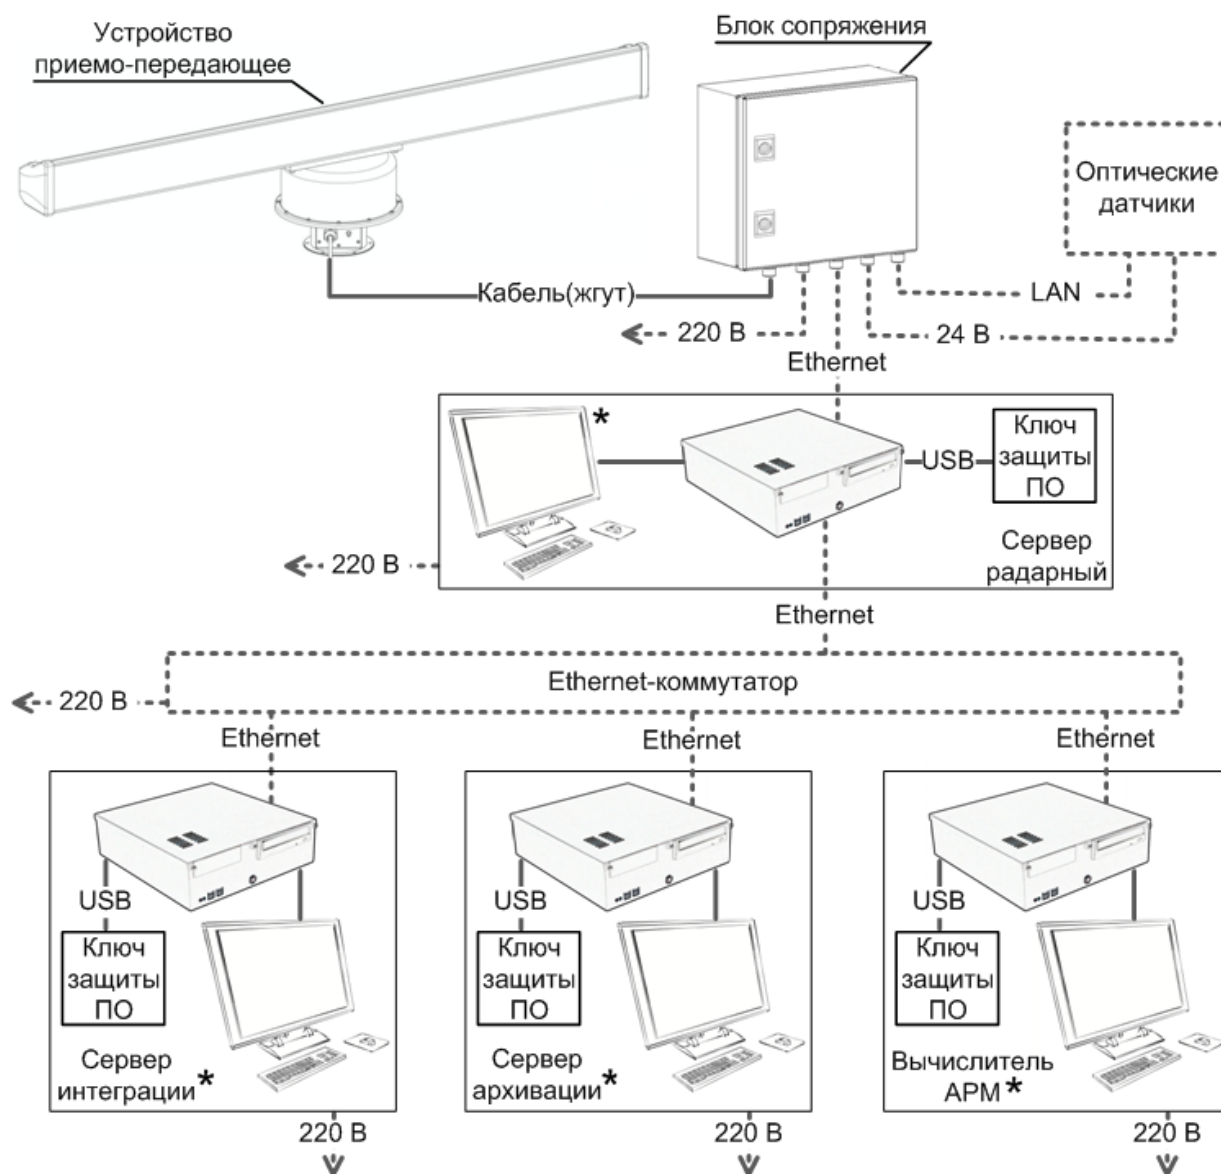 Устройство
приемо-передающее
Блок сопряжения
Оптические
датчики
Кабель(жгут)
LAN
220 В
24 В
Ethernet
*
Ключ
защиты
ПО
USB
Сервер
радарный
220 В
Ethernet
Ethernet-коммутатор
220 В
Ethernet
Ethernet
Ethernet
USB
Ключ
защиты
ПО
Сервер
интеграции*
220 В
USB
Ключ
защиты
ПО
Сервер
архивации*
220 В
USB
Ключ
защиты
ПО
Вычислитель
АРМ*
220 В